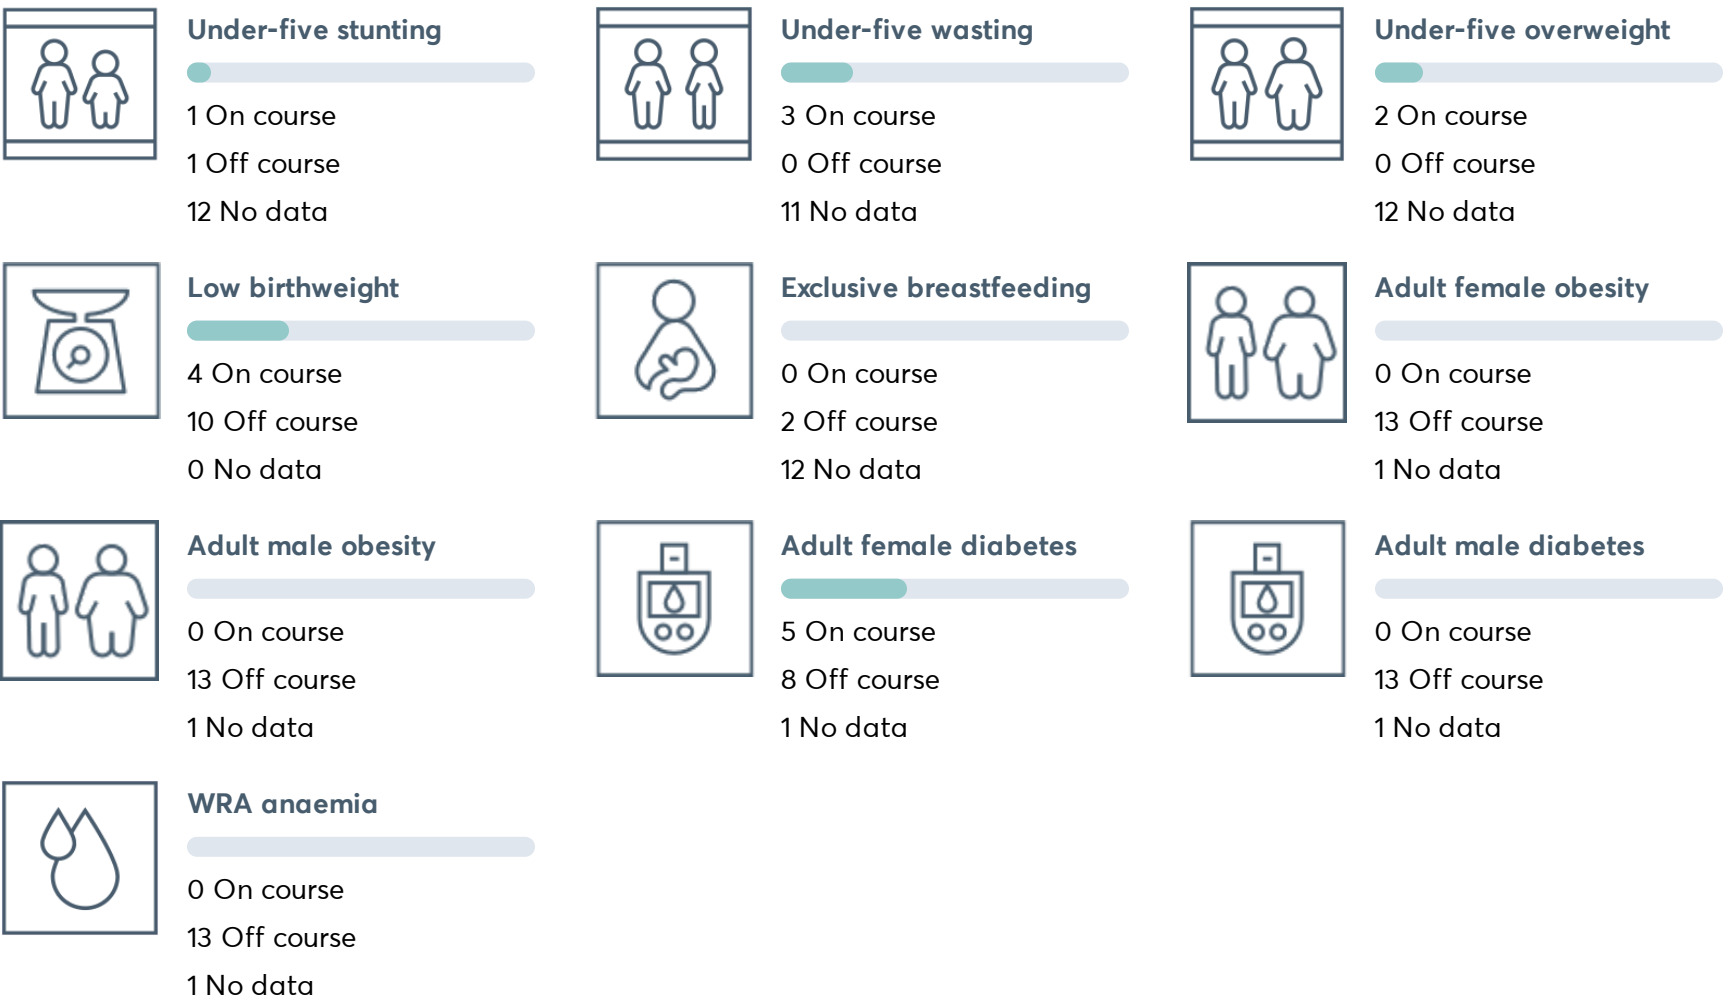 Under-five stunting
1 On course
1 Off course
12 No data
Under-five wasting
3 On course
0 Off course
11 No data
Under-five overweight
2 On course
0 Off course
12 No data
Low birthweight
4 On course
10 Off course
0 No data
Exclusive breastfeeding
0 On course
2 Off course
12 No data
Adult female obesity
0 On course
13 Off course
1 No data
Adult male obesity
0 On course
13 Off course
1 No data
Adult female diabetes
5 On course
8 Off course
1 No data
Adult male diabetes
0 On course
13 Off course
1 No data
WRA anaemia
0 On course
13 Off course
1 No data